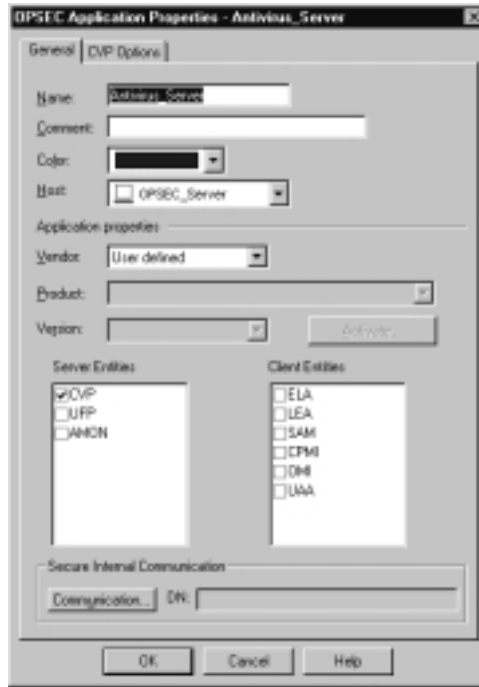 OPSEC Application Properties - Antivirus_Server
General CVP Options
Name: Antivirus_Server
Comment:
Color:
Host: OPSEC_Server
Application properties
Vendor: User defined
Product:
Version: Activate...
Server Entities Client Entities
CVP ELA
UFP LEA
AMON SAM
CPMI
OMI
UAA
Secure Internal Communication
Communication... DN:
OK Cancel Help